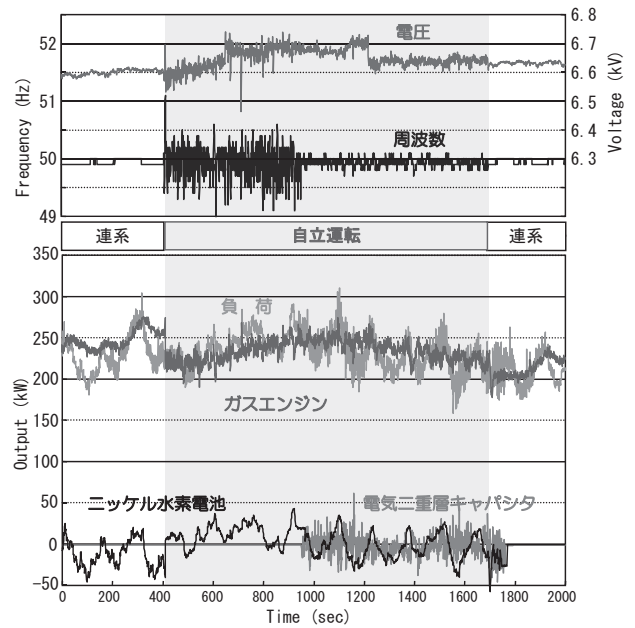 電圧
周波数
52
51
50
49
Frequency (Hz)
6.8
6.7
6.6
6.5
6.4
6.3
Voltage (kV)
連系
自立運転
連系
350
300
250
200
150
100
50
0
−50
Output (kW)
負 荷
ガスエンジン
ニッケル水素電池
電気二重層キャパシタ
0 200 400 600 800 1000 1200 1400 1600 1800 2000
Time (sec)